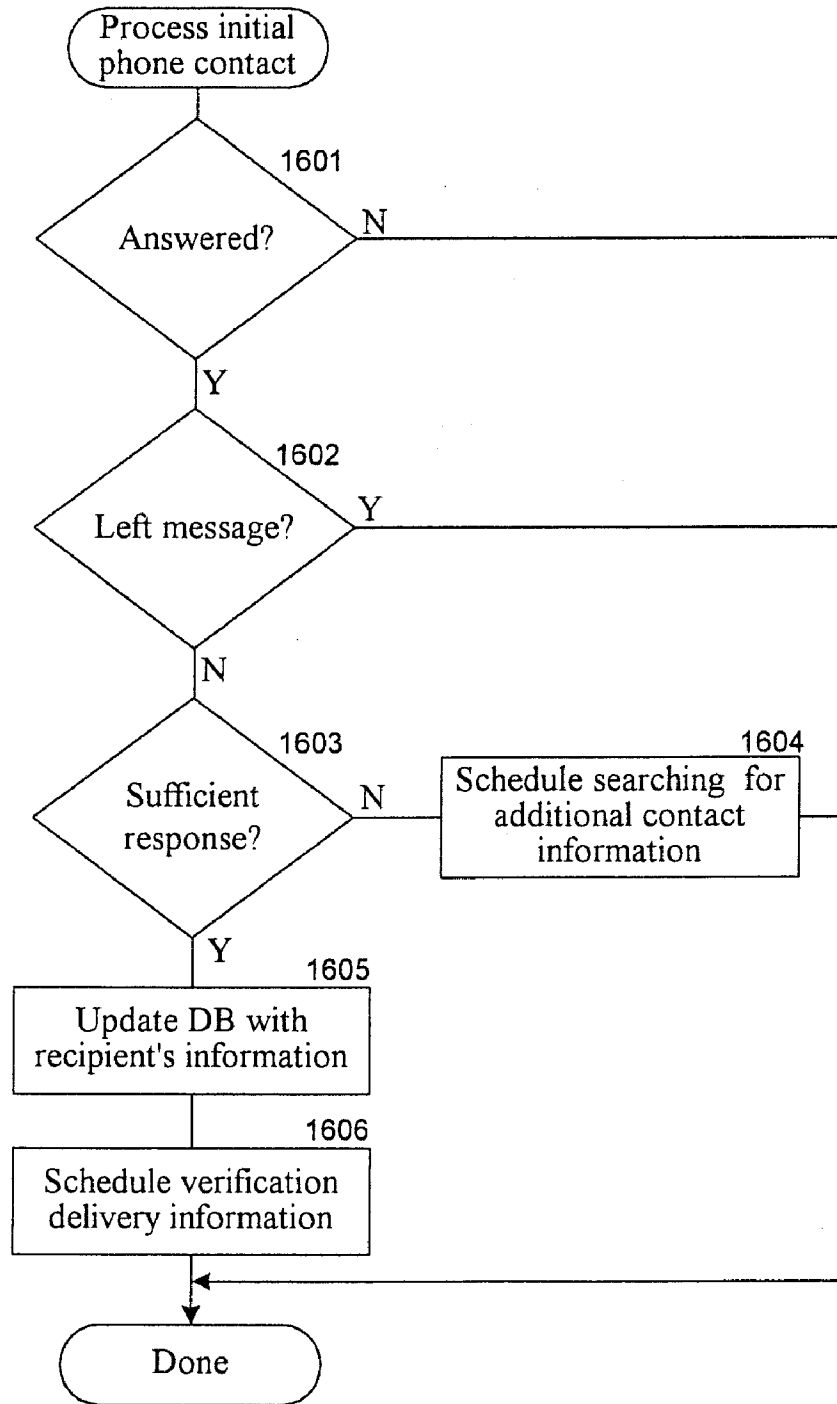 Process initial
phone contact
1601
Answered?
N
Y
1602
Left message?
Y
N
1603
Sufficient
response?
N
1604
Schedule searching for
additional contact
information
Y
1605
Update DB with
recipient's information
1606
Schedule verification
delivery information
Done